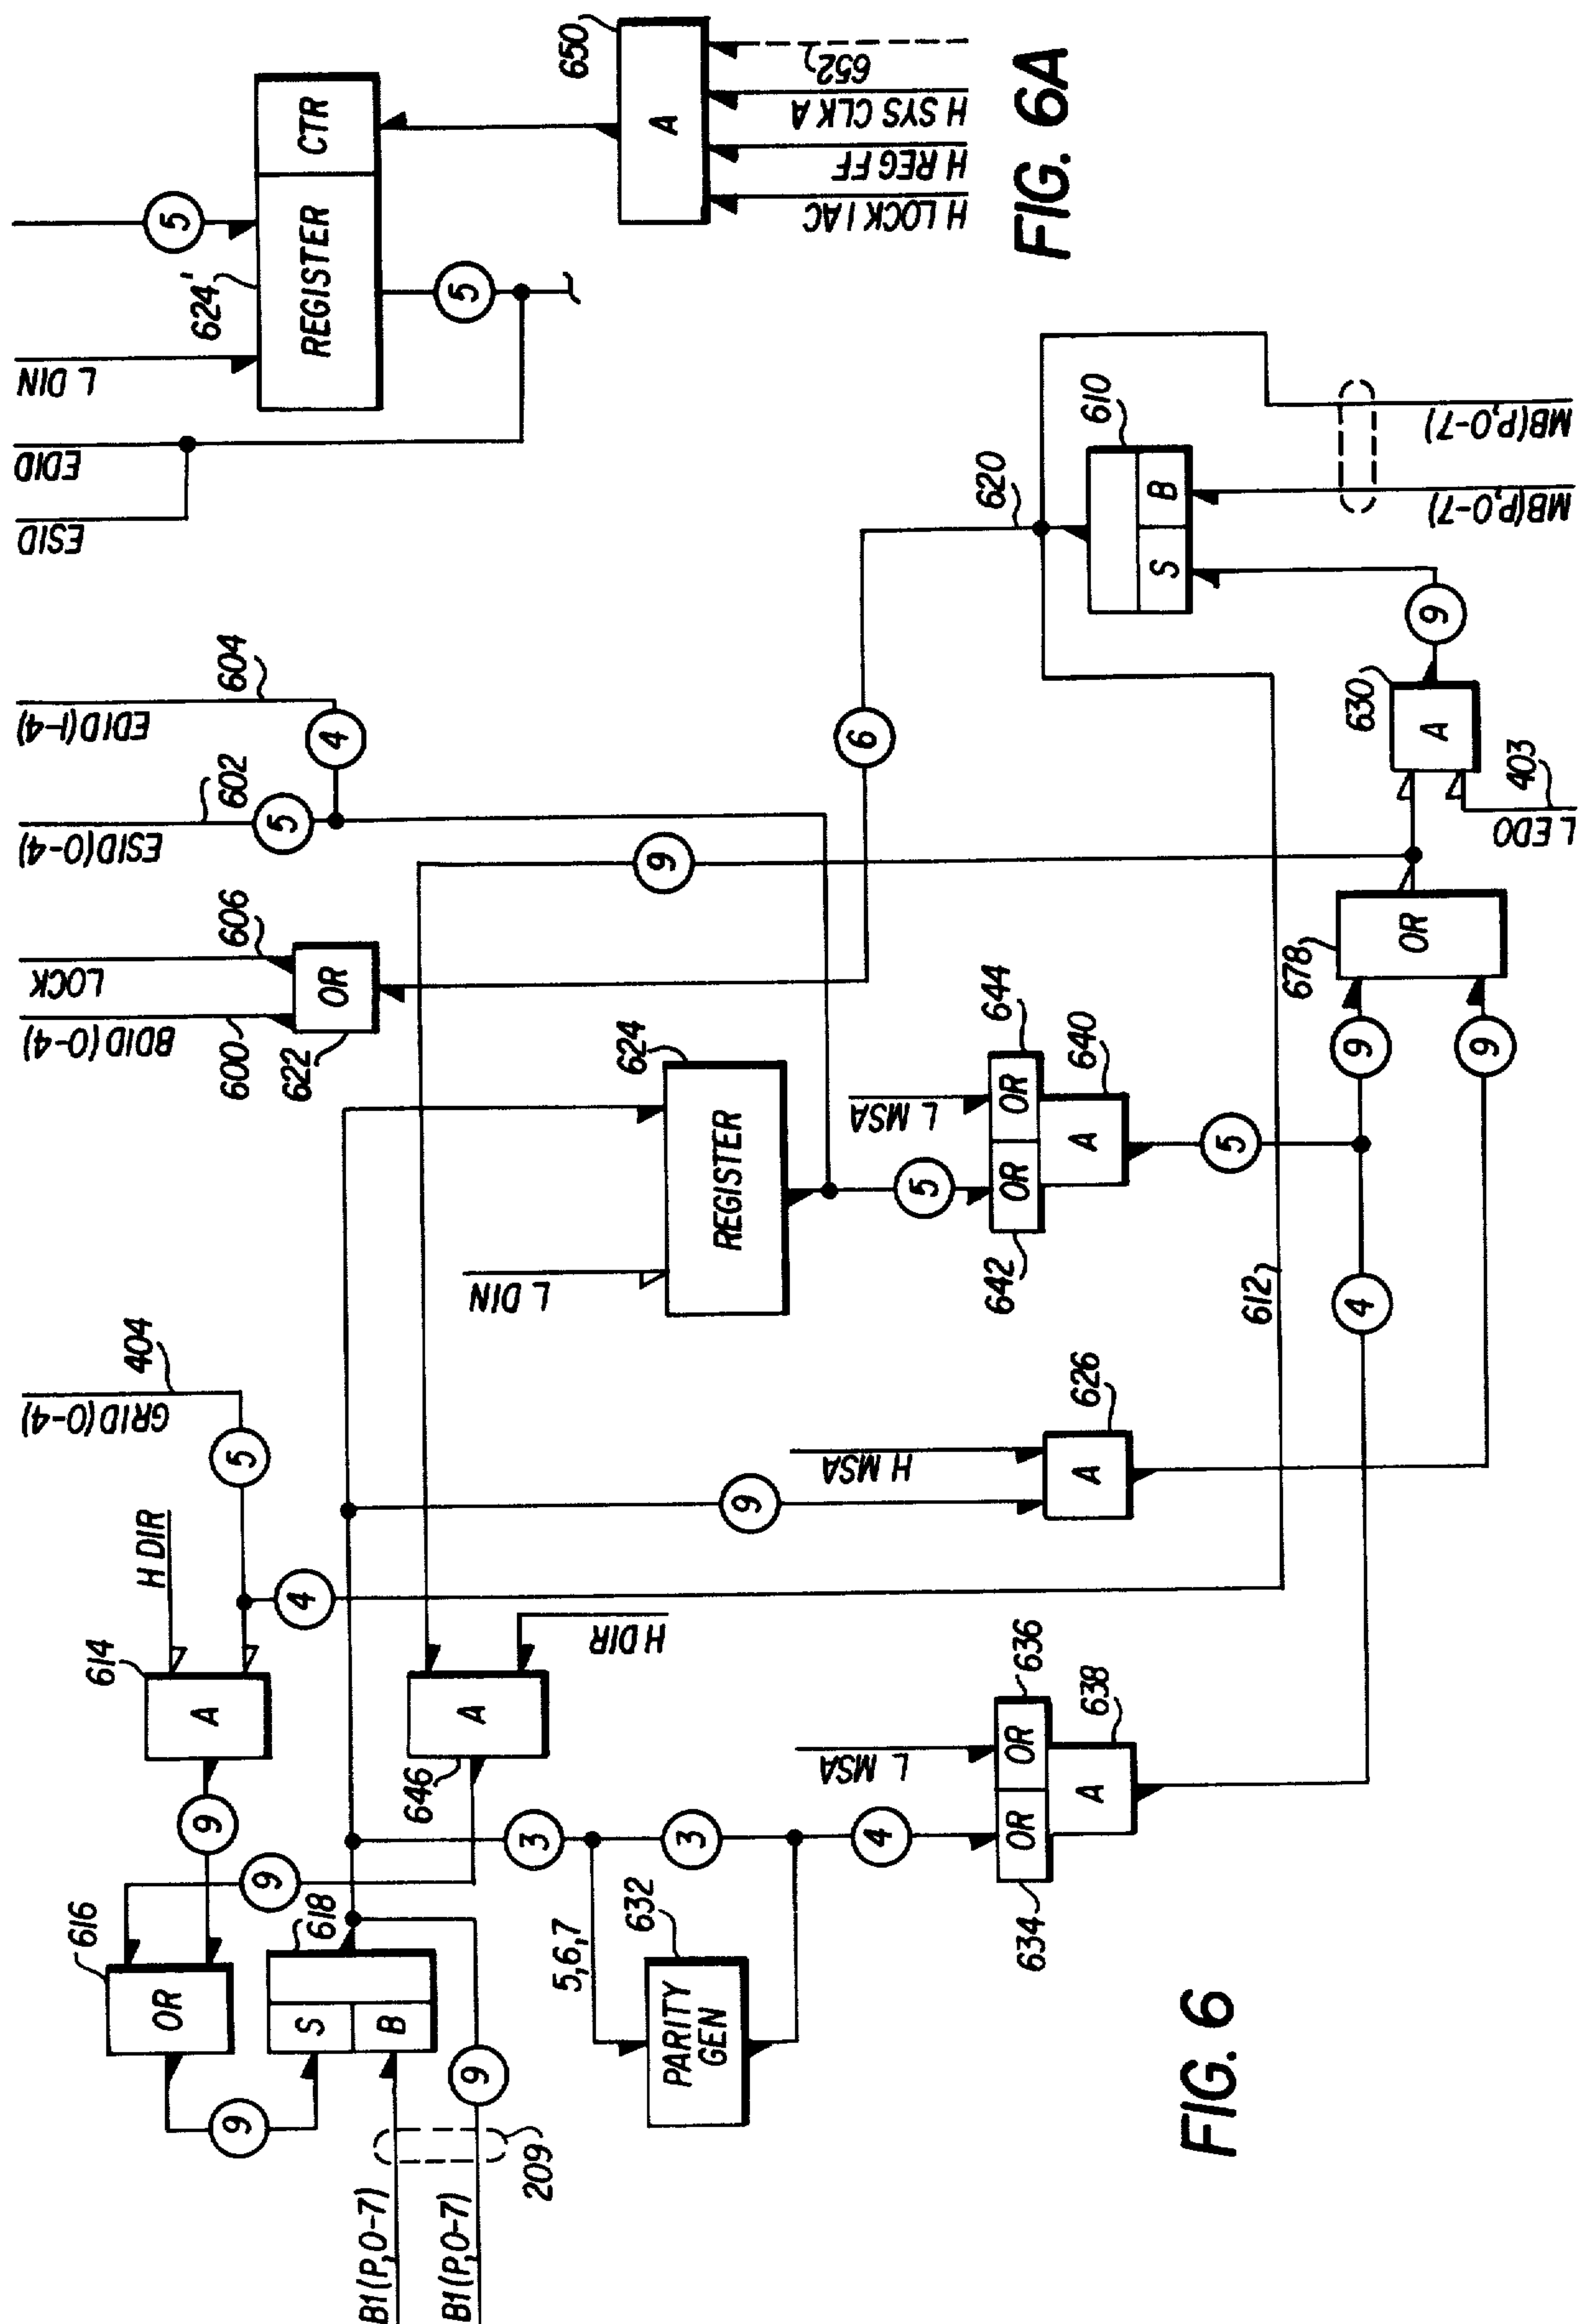 650
652
H SYS CLK A
H REG FF
H LOCK IAC
A
CTR
REGISTER
624'
5
5
L DIN
EDID
ESID
FIG. 6A
610
620
S
B
MB(P,0-7)
MB(P,0-7)
604
EDID(1-4)
4
602
ESID(0-4)
5
6
9
630
A
403
L EDO
9
606
LOCK
BDID(0-4)
600
OR
622
624
REGISTER
L DIN
644
L MSA
OR
OR
A
640
642
5
5
678
OR
9
9
612
4
404
GRID(0-4)
5
H DIR
4
614
A
9
626
H MSA
A
9
646
A
H DIR
9
616
OR
9
618
S
B
9
B1(P,0-7)
B1(P,0-7)
209
3
3
4
5,6,7
632
PARITY
GEN
L MSA
636
OR
OR
A
638
634
FIG. 6